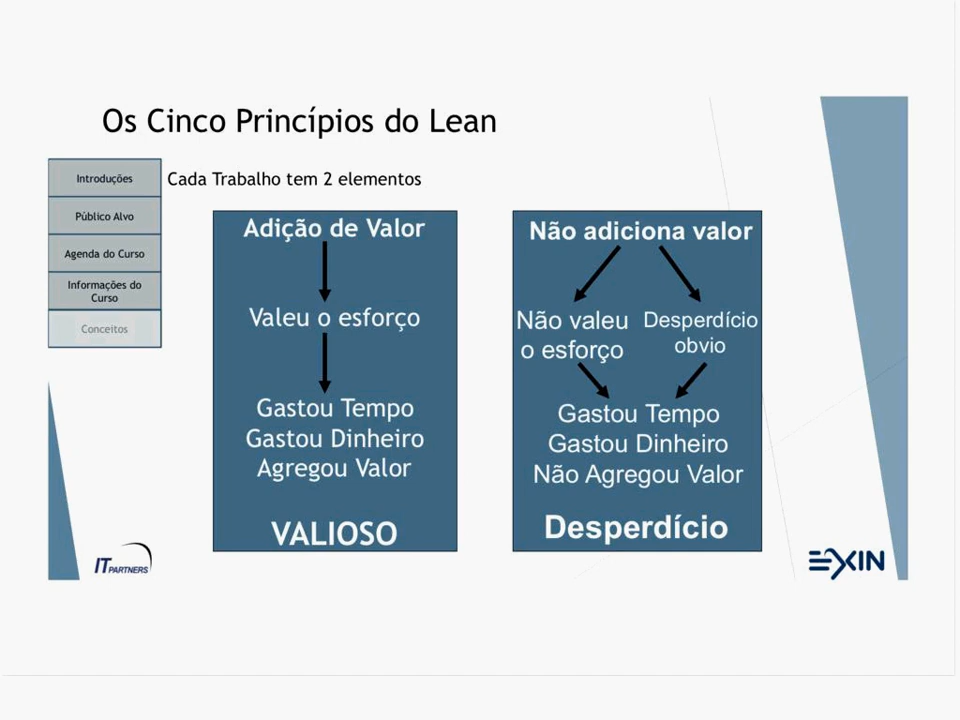 Os Cinco Princípios do Lean
Introduções
Público Alvo
Agenda do Curso
Informações do
Curso
Conceitos
Cada Trabalho tem 2 elementos
Adição de Valor
Valeu o esforço
Gastou Tempo
Gastou Dinheiro
Agregou Valor
VALIOSO
Não adiciona valor
Não valeu
o esforço
Desperdício
obvio
Gastou Tempo
Gastou Dinheiro
Não Agregou Valor
Desperdício
IT PARTNERS
EXIN